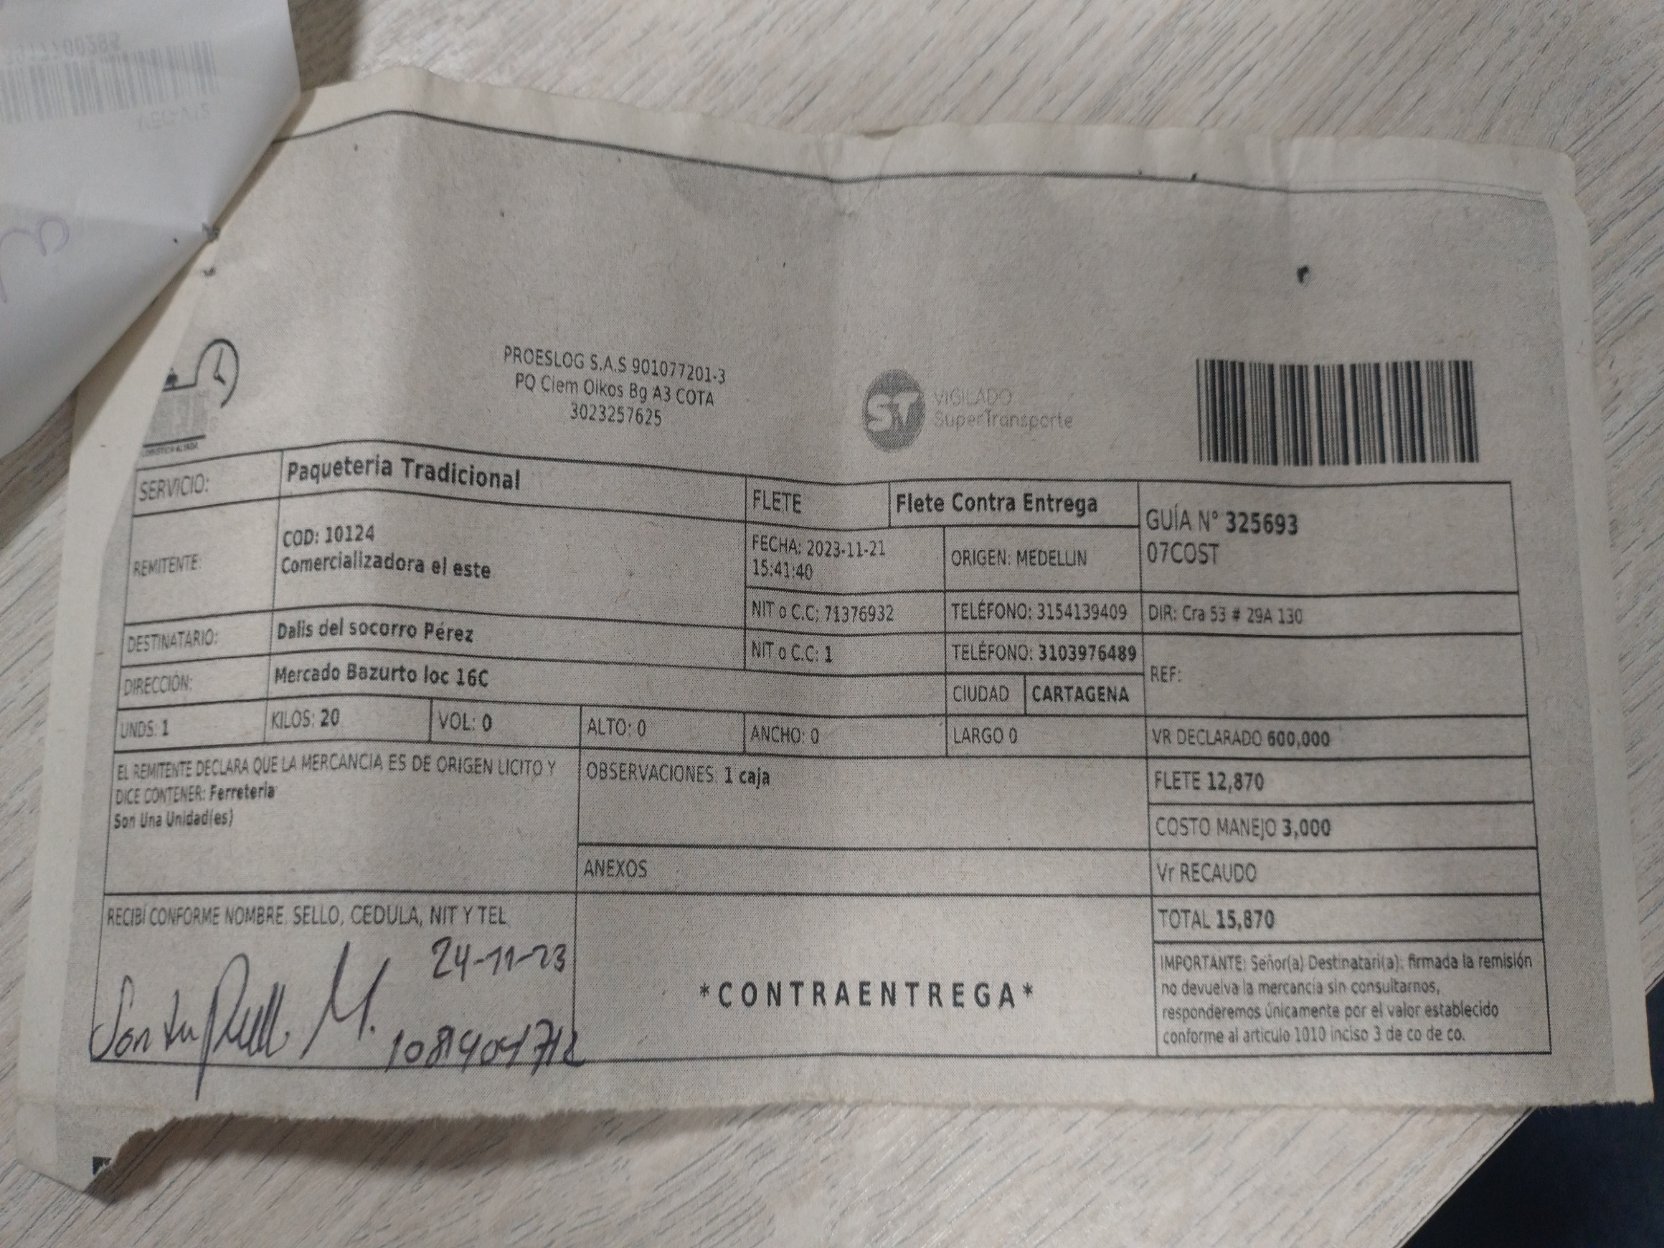 PROESLOG S.A.S 901077201-3
PQ Clem Oikos Bg A3 COTA
3023257625
ST VIGILADO
SuperTransporte
SERVICIO: Paqueteria Tradicional
FLETE Flete Contra Entrega
GUÍA N° 325693
07COST
REMITENTE: COD: 10124
Comercializadora el este
FECHA: 2023-11-21
15:41:40
ORIGEN: MEDELLIN
NIT o C.C: 71376932
TELÉFONO: 3154139409
DIR: Cra 53 # 29A 130
DESTINATARIO: Dalis del socorro Pérez
NIT o C.C: 1
TELÉFONO: 3103976489
REF:
DIRECCIÓN: Mercado Bazurto loc 16C
CIUDAD CARTAGENA
UNDS: 1 KILOS: 20 VOL: 0 ALTO: 0 ANCHO: 0 LARGO 0
VR DECLARADO 600,000
EL REMITENTE DECLARA QUE LA MERCANCIA ES DE ORIGEN LICITO Y
DICE CONTENER: Ferreteria
Son Una Unidad(es)
OBSERVACIONES 1 caja
FLETE 12,870
COSTO MANEJO 3,000
ANEXOS
Vr RECAUDO
TOTAL 15,870
RECIBÍ CONFORME NOMBRE, SELLO, CEDULA, NIT Y TEL
24-11-23
*CONTRAENTREGA*
IMPORTANTE: Señor(a) Destinatari(a): firmada la remisión
no devuelva la mercancia sin consultarnos,
responderemos únicamente por el valor establecido
conforme al articulo 1010 inciso 3 de co de co.